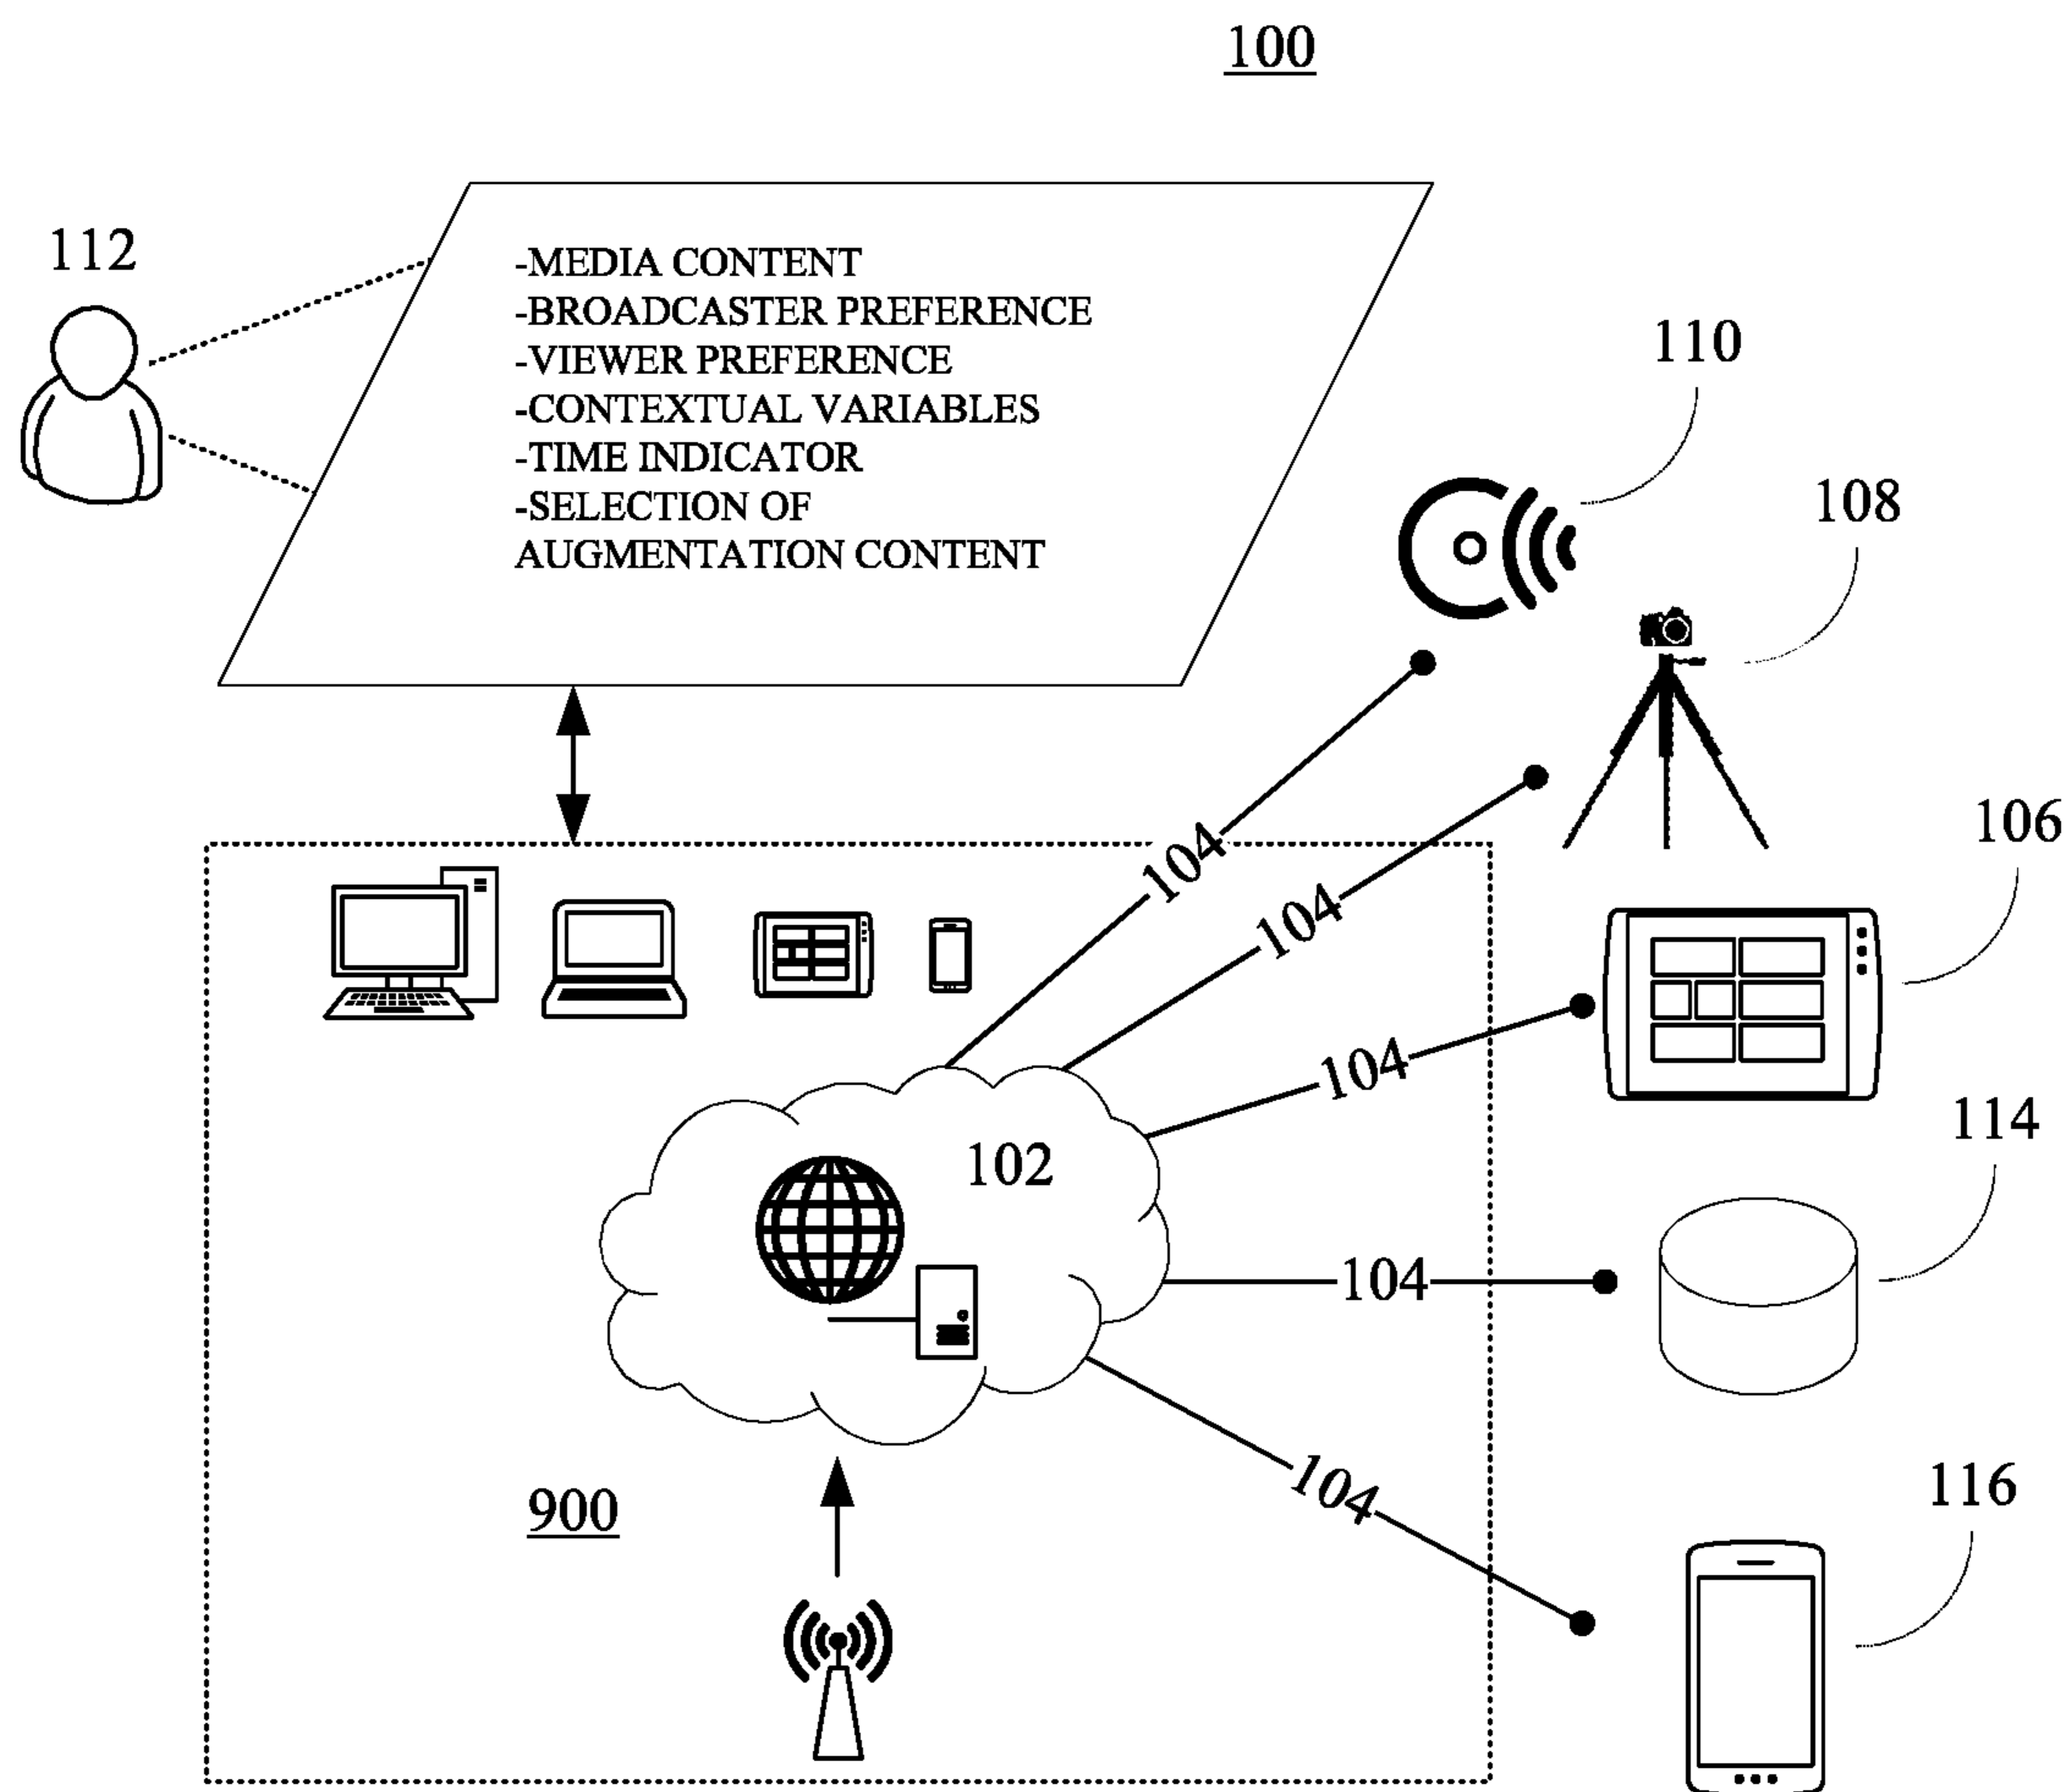 100
112
-MEDIA CONTENT
-BROADCASTER PREFERENCE
-VIEWER PREFERENCE
-CONTEXTUAL VARIABLES
-TIME INDICATOR
-SELECTION OF
AUGMENTATION CONTENT
110
108
104
104
106
104
102
114
104
104
900
116